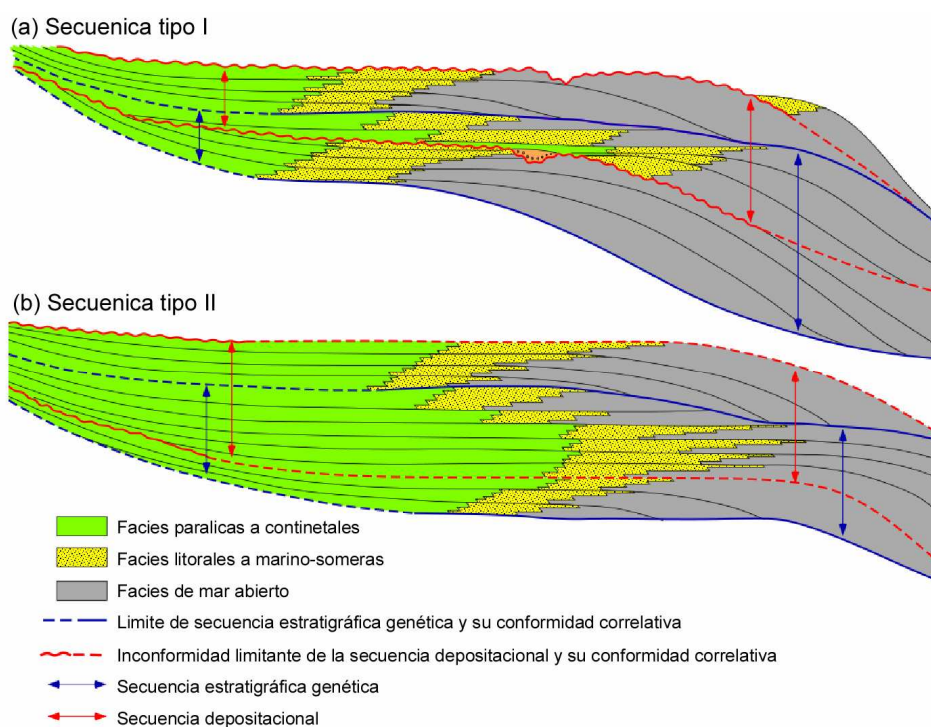 (a) Secuenica tipo I
(b) Secuenica tipo II
Facies paralicas a continetales
Facies litorales a marino-someras
Facies de mar abierto
Limite de secuencia estratigráfica genética y su conformidad correlativa
Inconformidad limitante de la secuencia depositacional y su conformidad correlativa
Secuencia estratigráfica genética
Secuencia depositacional